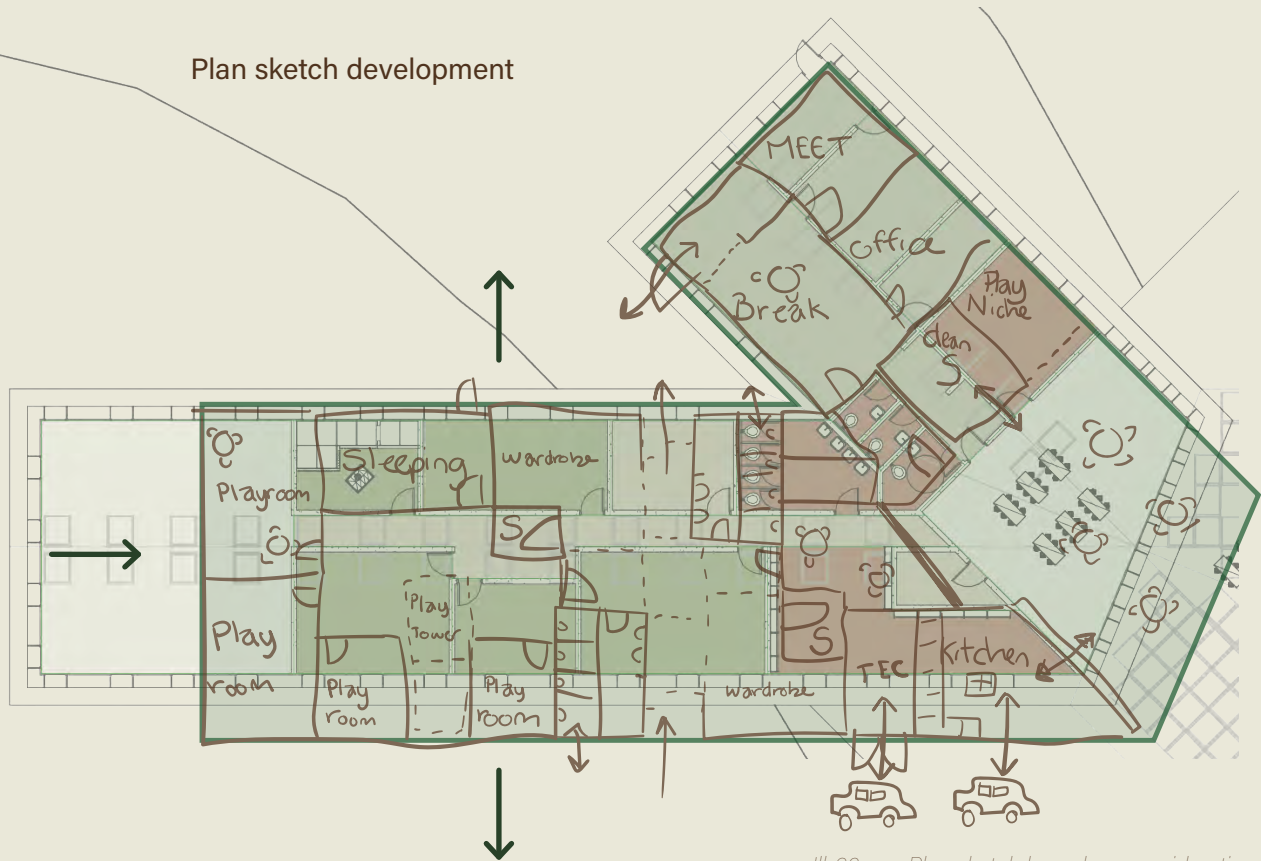 Plan sketch development
MEET
Office
Play
Niche
Break
clean
S
Sleeping
wardrobe
Playroom
S
Play
Tower
Play
room
Play
room
Play
room
wardrobe
S
TEC
Kitchen